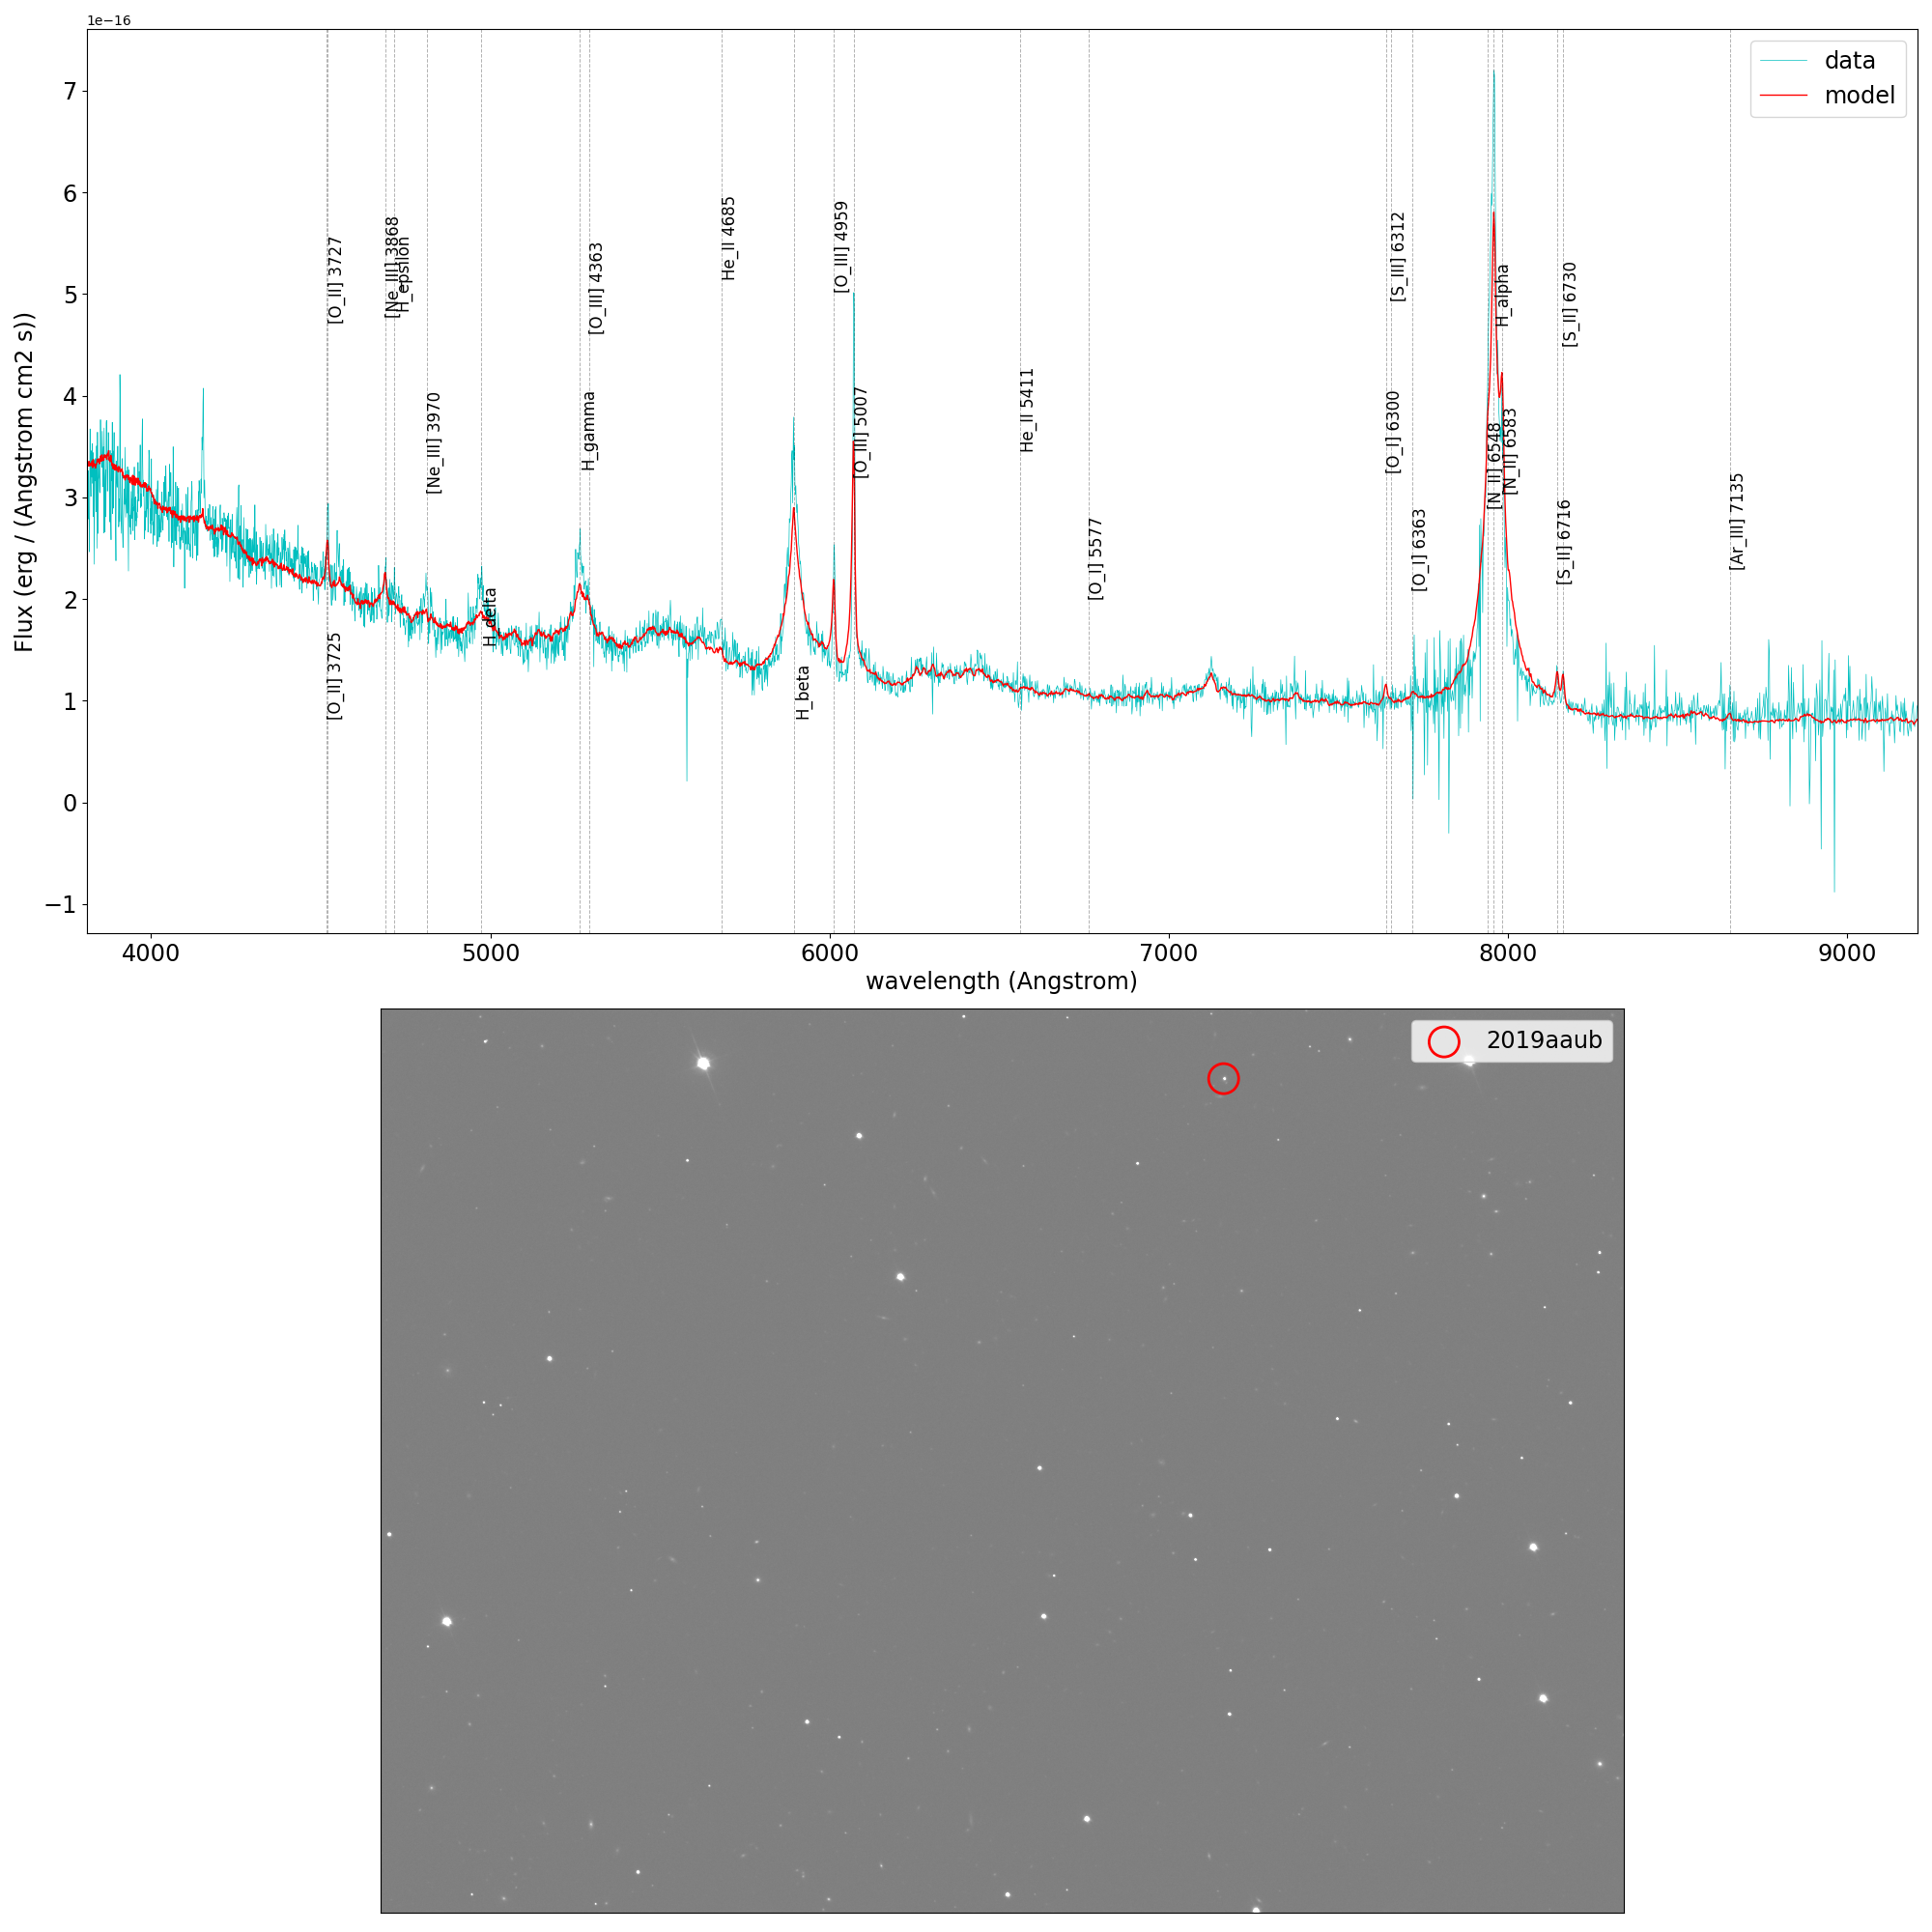 1e−16
7
6
5
4
3
2
1
0
−1
Flux (erg / (Angstrom cm2 s))
data
model
[O_II] 3725
[O_II] 3727
[Ne_III] 3868
H_epsilon
[Ne_III] 3970
H_delta
H_gamma
[O_III] 4363
He_II 4685
H_beta
[O_III] 4959
[O_III] 5007
He_II 5411
[O_I] 5577
[O_I] 6300
[S_III] 6312
[O_I] 6363
[N_II] 6548
H_alpha
[N_II] 6583
[S_II] 6716
[S_II] 6730
[Ar_III] 7135
4000
5000
6000
7000
8000
9000
wavelength (Angstrom)
2019aaub